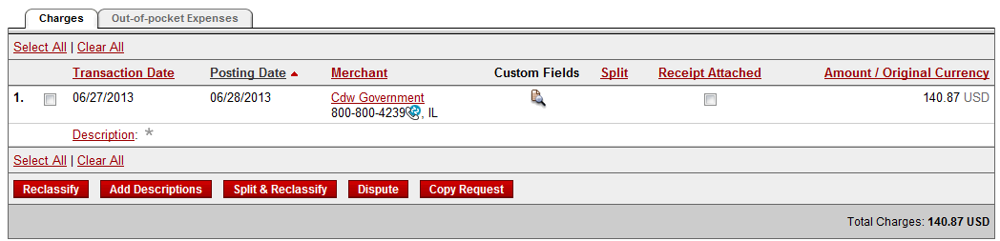 Charges Out-of-pocket Expenses
Select All | Clear All
Transaction Date Posting Date Merchant Custom Fields Split Receipt Attached Amount / Original Currency
1. 06/27/2013 06/28/2013 Cdw Government 140.87 USD
800-800-4239, IL
Description: *
Select All | Clear All
Reclassify Add Descriptions Split & Reclassify Dispute Copy Request
Total Charges: 140.87 USD